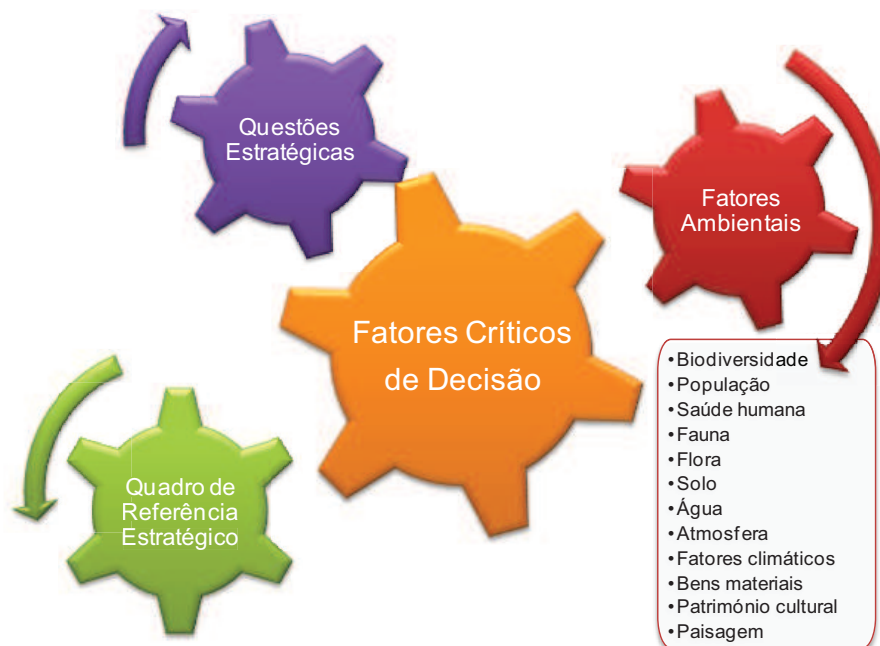 Questões
Estratégicas
Fatores
Ambientais
Fatores Críticos
de Decisão
Quadro de
Referência
Estratégico
•Biodiversidade
•População
•Saúde humana
•Fauna
•Flora
•Solo
•Água
•Atmosfera
•Fatores climáticos
•Bens materiais
•Património cultural
•Paisagem